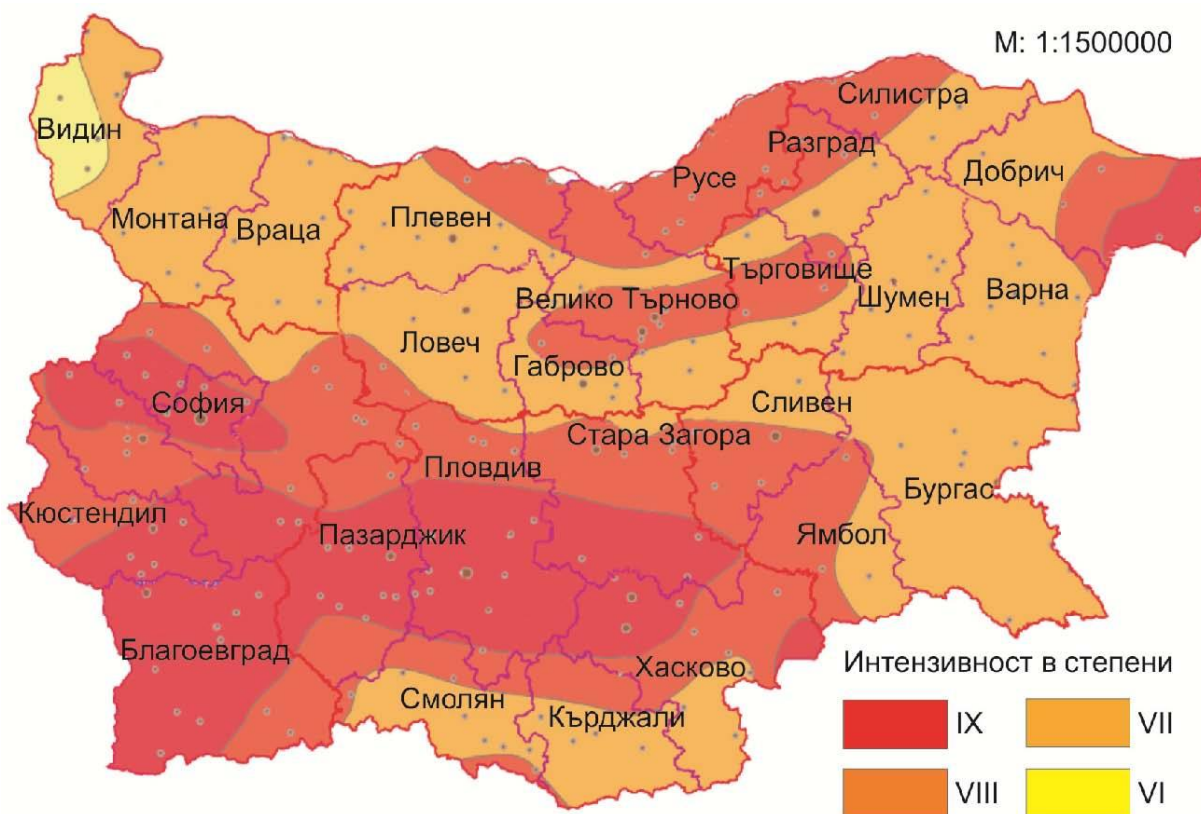 М: 1:1500000
Силистра
Видин
Разград
Добрич
Русе
Монтана
Враца
Плевен
Търговище
Велико Търново
Шумен
Варна
Ловеч
Габрово
София
Сливен
Стара Загора
Пловдив
Бургас
Кюстендил
Пазарджик
Ямбол
Благоевград
Хасково
Смолян
Кърджали
Интензивност в степени
IX
VII
VIII
VI